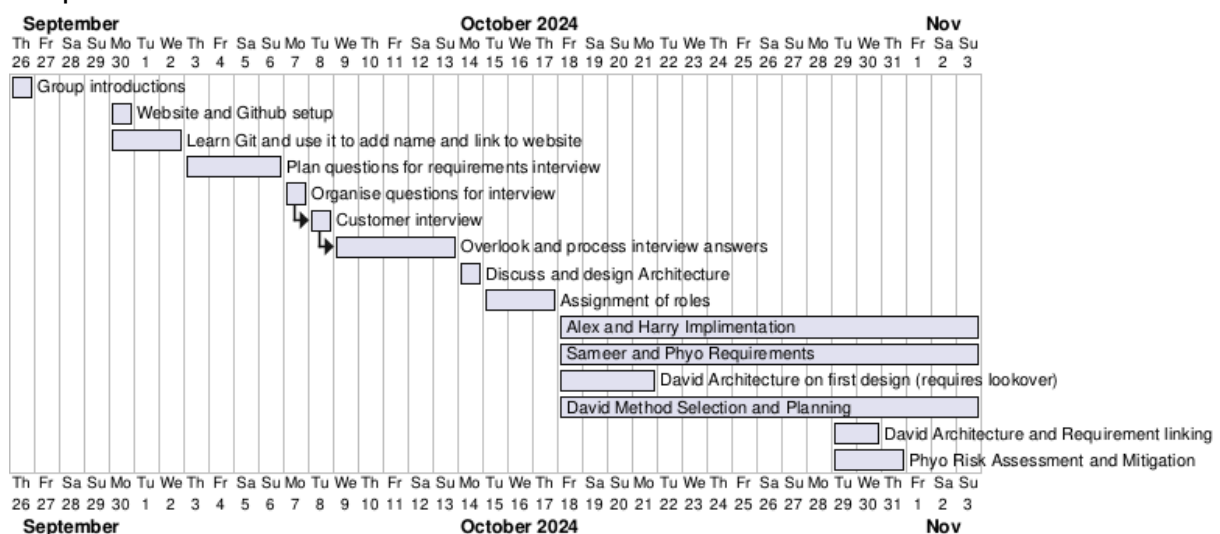 September October 2024 Nov
Th Fr Sa Su Mo Tu We Th Fr Sa Su Mo Tu We Th Fr Sa Su Mo Tu We Th Fr Sa Su Mo Tu We Th Fr Sa Su Mo Tu We Th Fr Sa Su
26 27 28 29 30 1 2 3 4 5 6 7 8 9 10 11 12 13 14 15 16 17 18 19 20 21 22 23 24 25 26 27 28 29 30 31 1 2 3
Group introductions
Website and Github setup
Learn Git and use it to add name and link to website
Plan questions for requirements interview
Organise questions for interview
Customer interview
Overlook and process interview answers
Discuss and design Architecture
Assignment of roles
Alex and Harry Implimentation
Sameer and Phyo Requirements
David Architecture on first design (requires lookover)
David Method Selection and Planning
David Architecture and Requirement linking
Phyo Risk Assessment and Mitigation
Th Fr Sa Su Mo Tu We Th Fr Sa Su Mo Tu We Th Fr Sa Su Mo Tu We Th Fr Sa Su Mo Tu We Th Fr Sa Su Mo Tu We Th Fr Sa Su
26 27 28 29 30 1 2 3 4 5 6 7 8 9 10 11 12 13 14 15 16 17 18 19 20 21 22 23 24 25 26 27 28 29 30 31 1 2 3
September October 2024 Nov